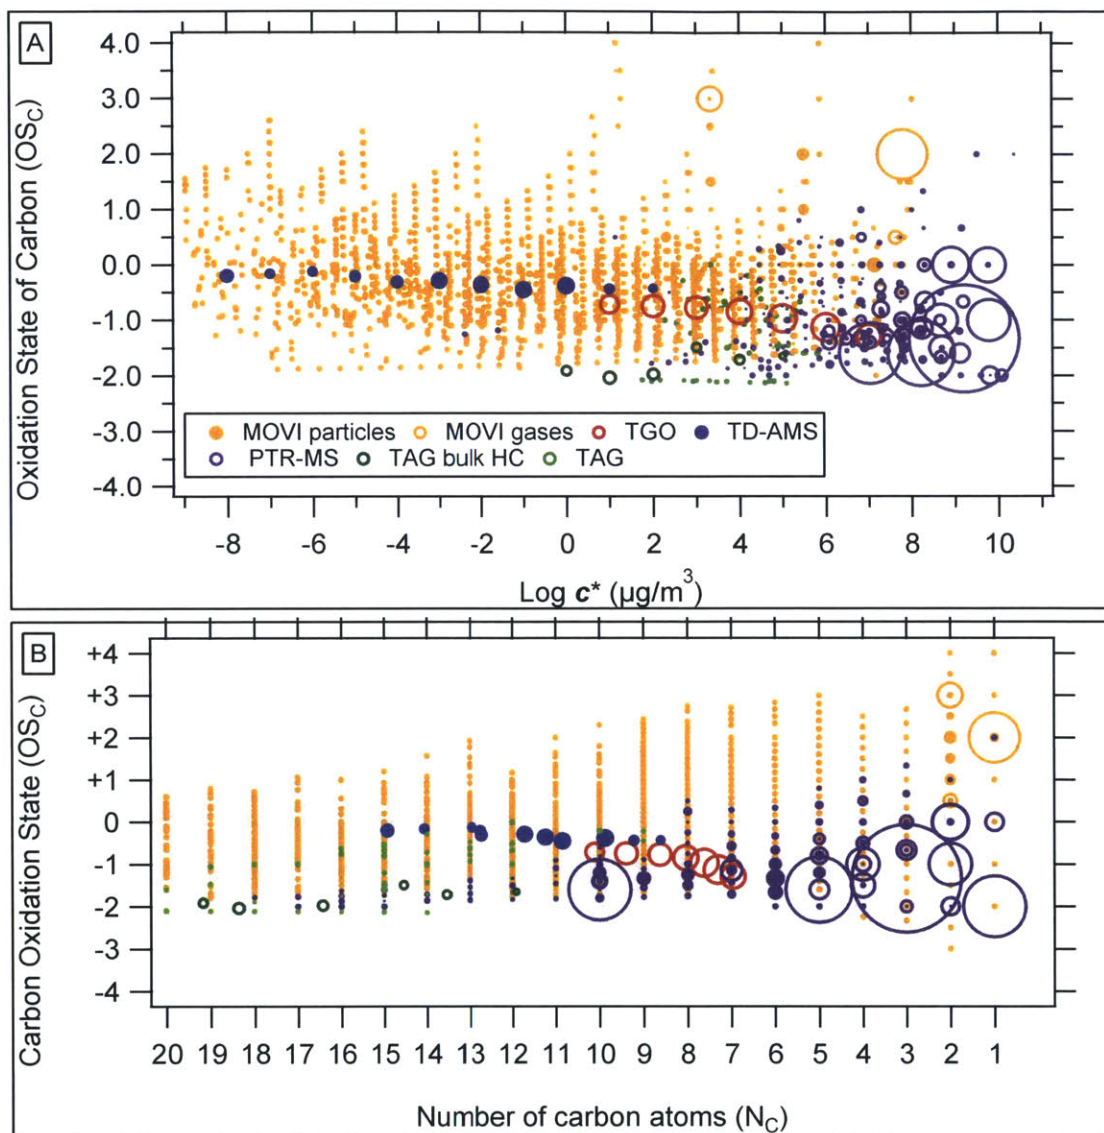 A
Oxidation State of Carbon (OSC)
4.0
3.0
2.0
1.0
0.0
-1.0
-2.0
-3.0
-4.0
MOVI particles MOVI gases TGO TD-AMS
PTR-MS TAG bulk HC TAG
-8 -6 -4 -2 0 2 4 6 8 10
Log c* (µg/m³)
B
Carbon Oxidation State (OSC)
+4
+3
+2
+1
0
-1
-2
-3
-4
20 19 18 17 16 15 14 13 12 11 10 9 8 7 6 5 4 3 2 1
Number of carbon atoms (NC)